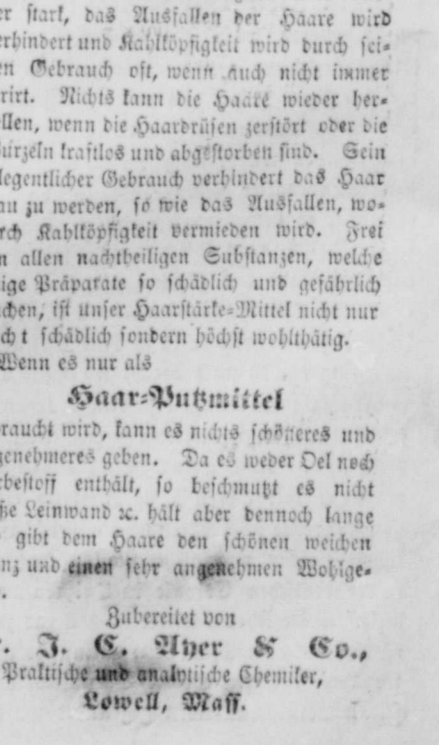 er stark, das Ausfallen der Haare wird
erhindert und Kahlköpfigkeit wird durch sei-
en Gebrauch oft, wenn auch nicht immer
rirt. Nichts kann die Haare wieder her-
llen, wenn die Haardrüsen zerstört oder die
urzeln kraftlos und abgestorben sind. Sein
legentlicher Gebrauch verhindert das Haar
au zu werden, so wie das Ausfallen, wo-
rch Kahlköpfigkeit vermieden wird. Frei
n allen nachtheiligen Substanzen, welche
ige Präparate so schädlich und gefährlich
chen, ist unser Haarstärke-Mittel nicht nur
cht schädlich sondern höchst wohlthätig.
Wenn es nur als
Haar-Putzmittel
raucht wird, kann es nichts schöneres und
genehmeres geben. Da es weder Oel noch
rbestoff enthält, so beschmutzt es nicht
ße Leinwand ꝛc. hält aber dennoch lange
gibt dem Haare den schönen weichen
nz und einen sehr angenehmen Wohlge-
Zubereitet von
r. J. C. Ayer & Co.,
Praktische und analytische Chemiker,
Lowell, Mass.